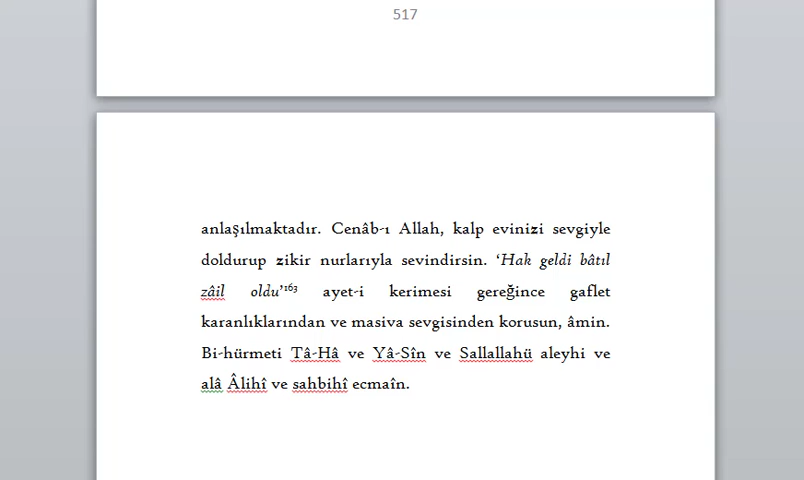 517
anlaşılmaktadır. Cenâb-ı Allah, kalp evinizi sevgiyle
doldurup zikir nurlarıyla sevindirsin. ‘Hak geldi bâtıl
zâil oldu’¹⁶³ ayet-i kerimesi gereğince gaflet
karanlıklarından ve masiva sevgisinden korusun, âmin.
Bi-hürmeti Tâ-Hâ ve Yâ-Sîn ve Sallallahü aleyhi ve
alâ Âlihî ve sahbihî ecmaîn.